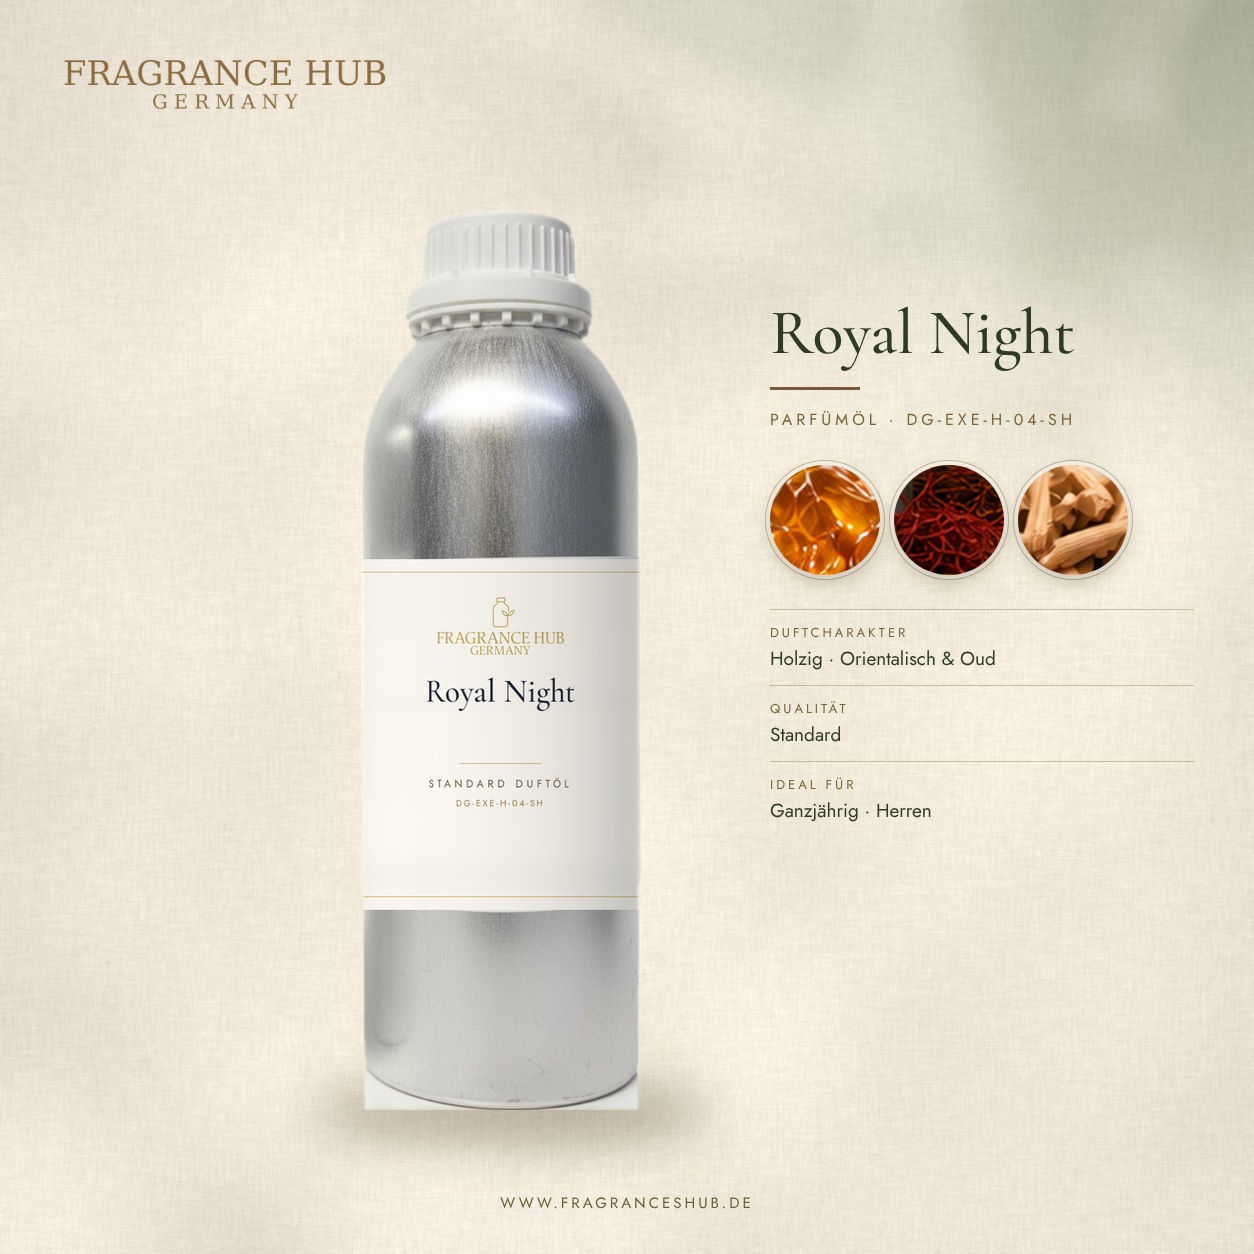 FRAGRANCE HUB
GERMANY
Royal Night
PARFÜMÖL · DG-EXE-H-04-SH
DUFTCHARAKTER
Holzig · Orientalisch & Oud
QUALITÄT
Standard
IDEAL FÜR
Ganzjährig · Herren
FRAGRANCE HUB
GERMANY
Royal Night
STANDARD DUFTÖL
DG-EXE-H-04-SH
WWW.FRAGRANCESHUB.DE